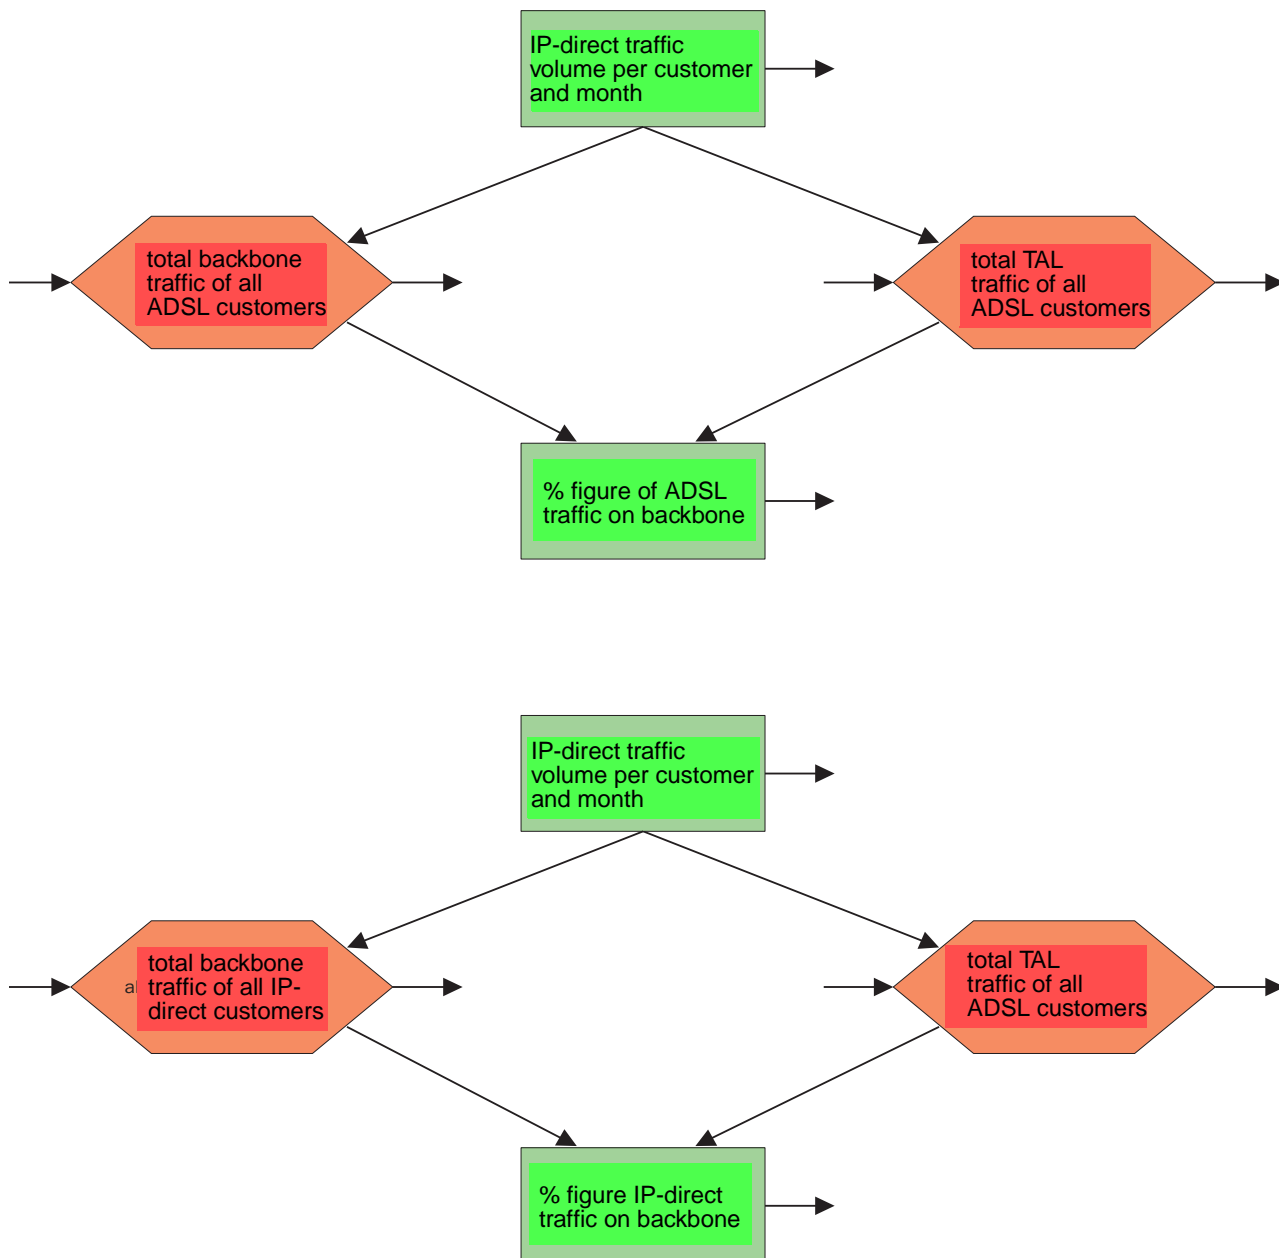 IP-direct traffic
volume per customer
and month
total backbone
traffic of all
ADSL customers
total TAL
traffic of all
ADSL customers
% figure of ADSL
traffic on backbone
IP-direct traffic
volume per customer
and month
total backbone
traffic of all IP-
direct customers
total TAL
traffic of all
ADSL customers
% figure IP-direct
traffic on backbone